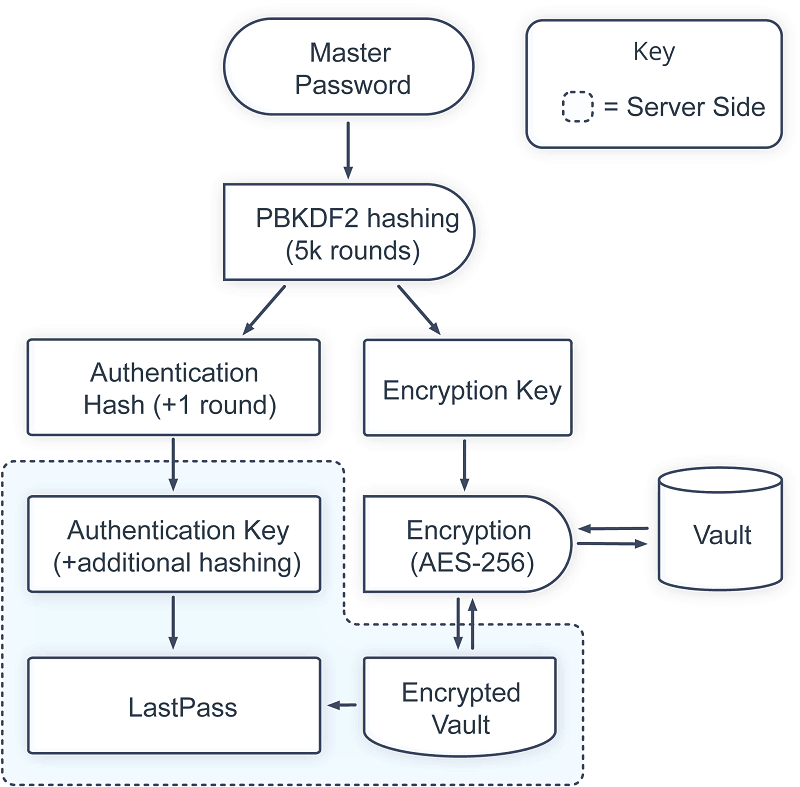 Master
Password
Key
= Server Side
PBKDF2 hashing
(5k rounds)
Authentication
Hash (+1 round)
Encryption Key
Authentication Key
(+additional hashing)
Encryption
(AES-256)
Vault
LastPass
Encrypted
Vault